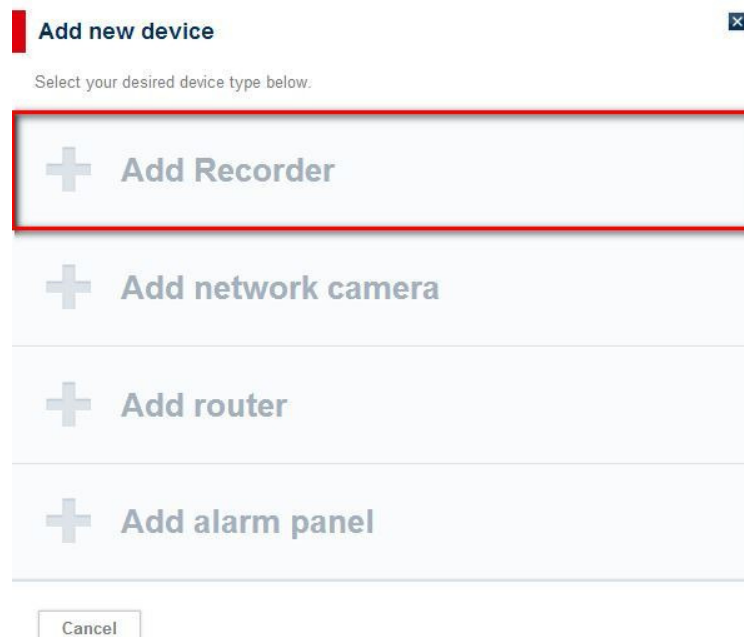 Add new device
Select your desired device type below.
Add Recorder
Add network camera
Add router
Add alarm panel
Cancel